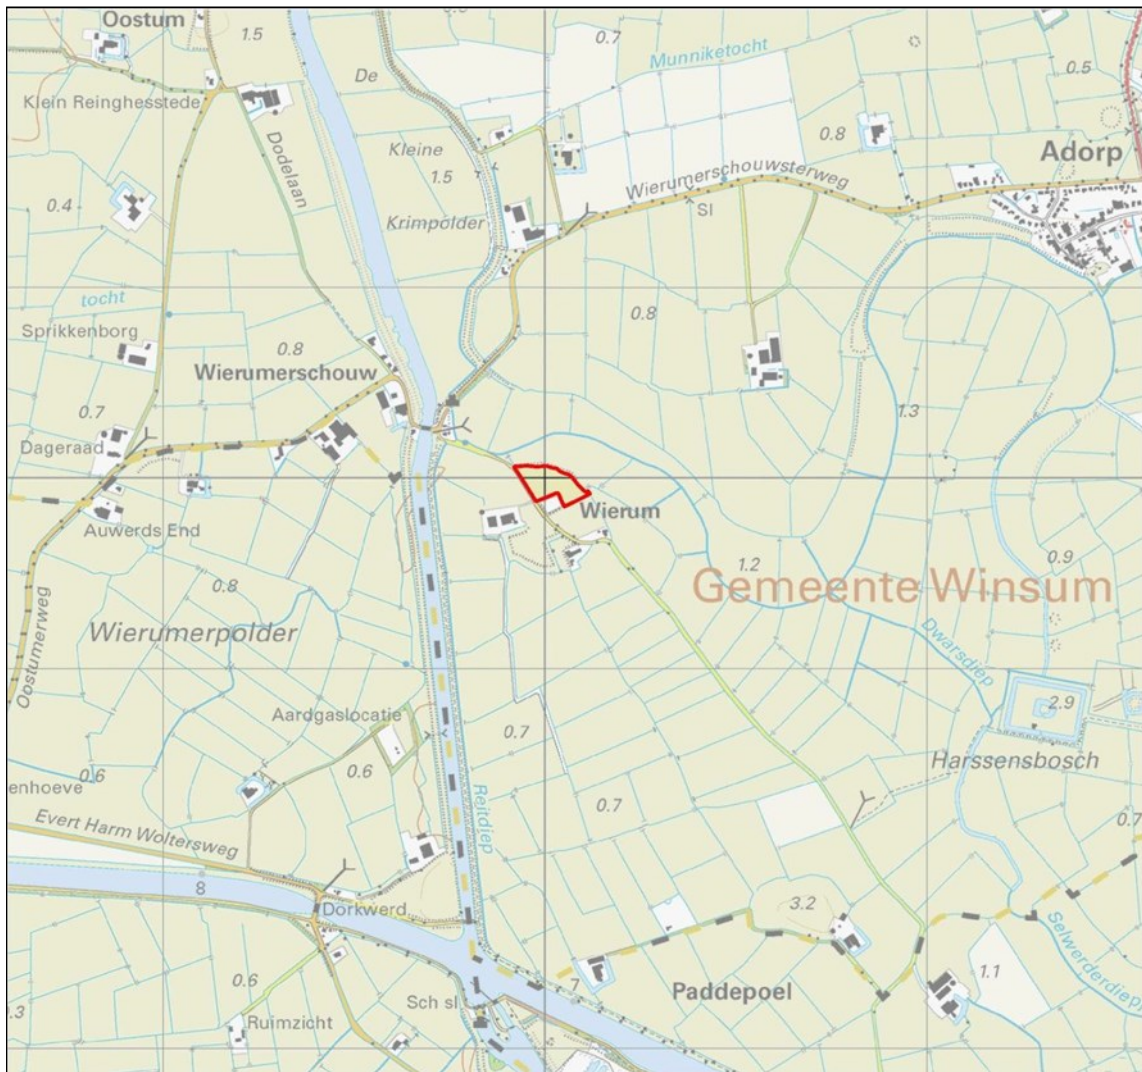 Oostum
1.5
De
0.8
0.7
Munniketocht
0.5
Klein Reinghesstede
Dodelaan
Kleine
1.5
0.8
Adorp
Wierumerschouwsterweg
Sl
0.4
Krimpolder
tocht
Sprikkenborg
0.8
0.8
Wierumerschouw
0.7
1.3
Dageraad
Wierum
Auwerds End
1.2
0.9
0.8
Gemeente Winsum
Wierumerpolder
Oostumerweg
Dwarsdiep
2.9
Aardgaslocatie
0.7
Harssensbosch
0.6
0.6
enhoeve
Reitdiep
0.7
0.7
Evert Harm Woltersweg
8
3.2
Dorkwerd
Selwerderdiep
0.6
7
1.1
Paddepoel
Sch sl
.3
Ruimzicht